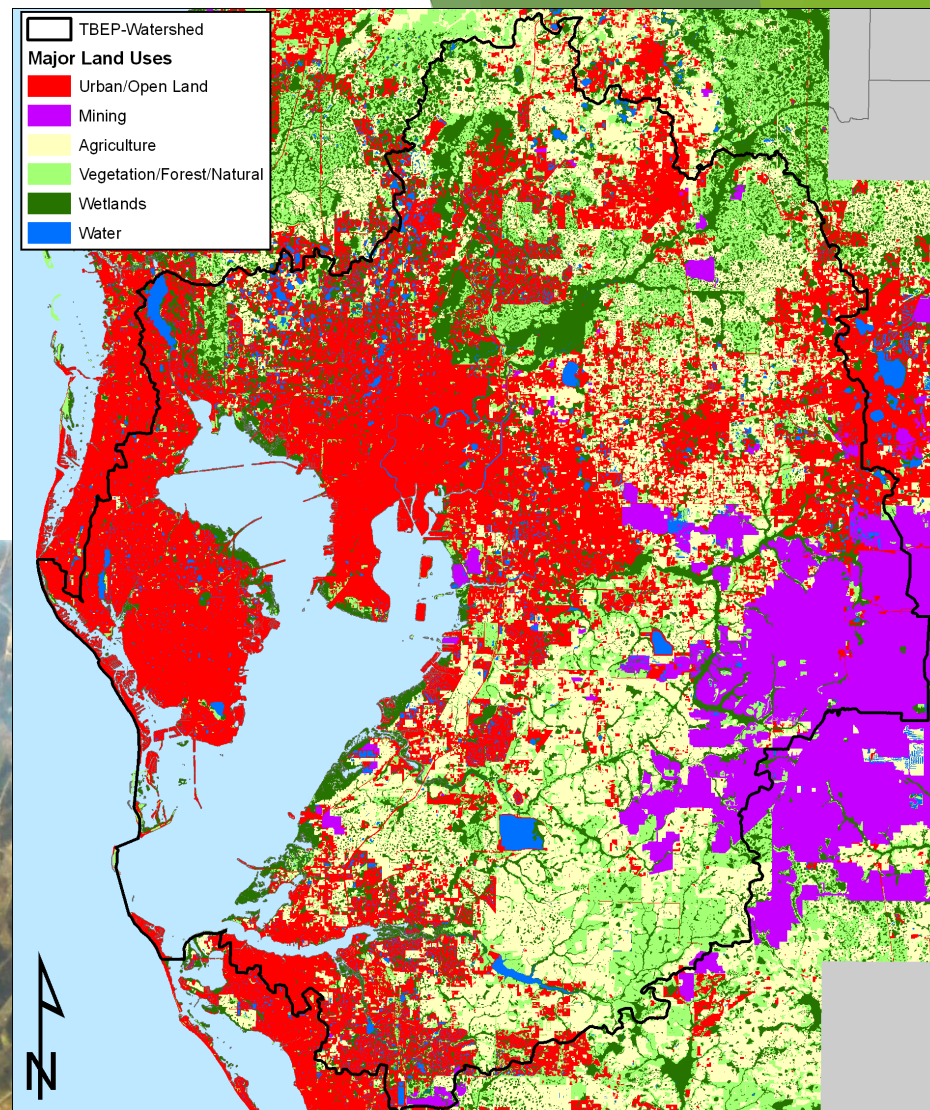 TBEP-Watershed
Major Land Uses
Urban/Open Land
Mining
Agriculture
Vegetation/Forest/Natural
Wetlands
Water
N